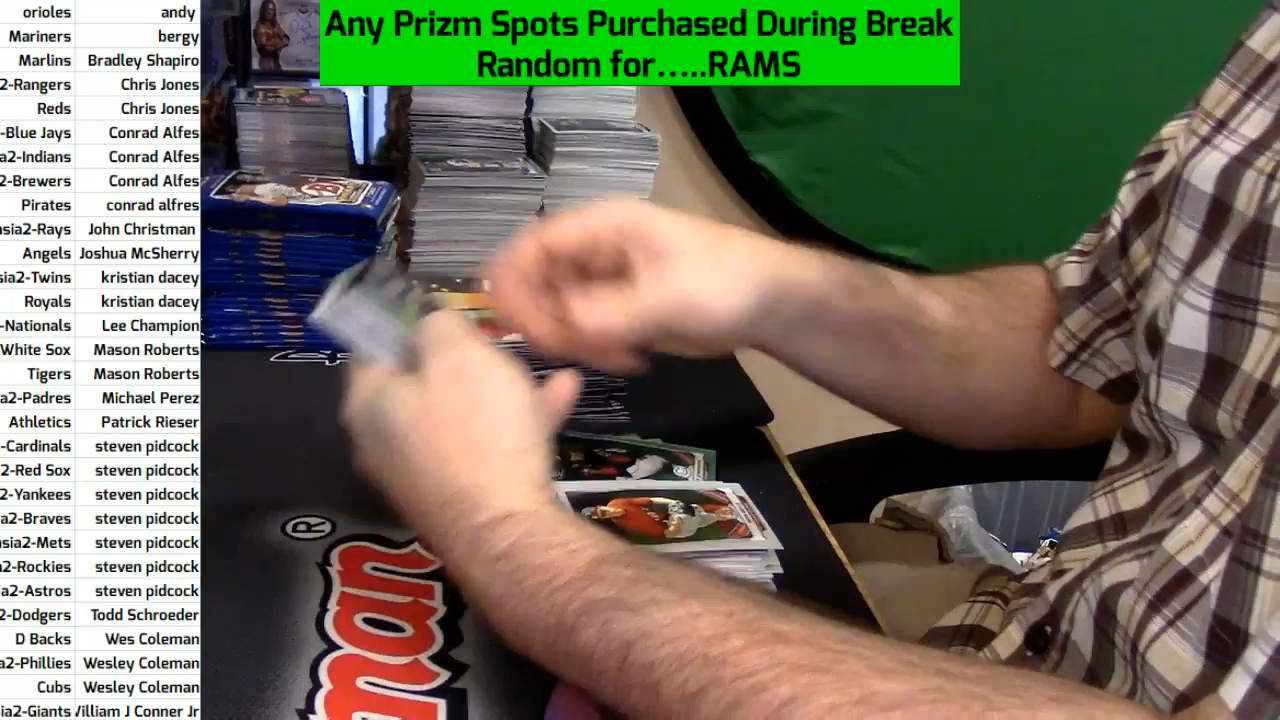 Any Prizm Spots Purchased During Break
Random for…..RAMS
orioles andy
Mariners bergy
Marlins Bradley Shapiro
2-Rangers Chris Jones
Reds Chris Jones
-Blue Jays Conrad Alfes
a2-Indians Conrad Alfes
2-Brewers Conrad Alfes
Pirates conrad alfres
sia2-Rays John Christman
Angels Joshua McSherry
sia2-Twins kristian dacey
Royals kristian dacey
-Nationals Lee Champion
White Sox Mason Roberts
Tigers Mason Roberts
a2-Padres Michael Perez
Athletics Patrick Rieser
-Cardinals steven pidcock
2-Red Sox steven pidcock
2-Yankees steven pidcock
a2-Braves steven pidcock
sia2-Mets steven pidcock
a2-Rockies steven pidcock
a2-Astros steven pidcock
2-Dodgers Todd Schroeder
D Backs Wes Coleman
a2-Phillies Wesley Coleman
Cubs Wesley Coleman
sia2-Giants William J Conner Jr
man®